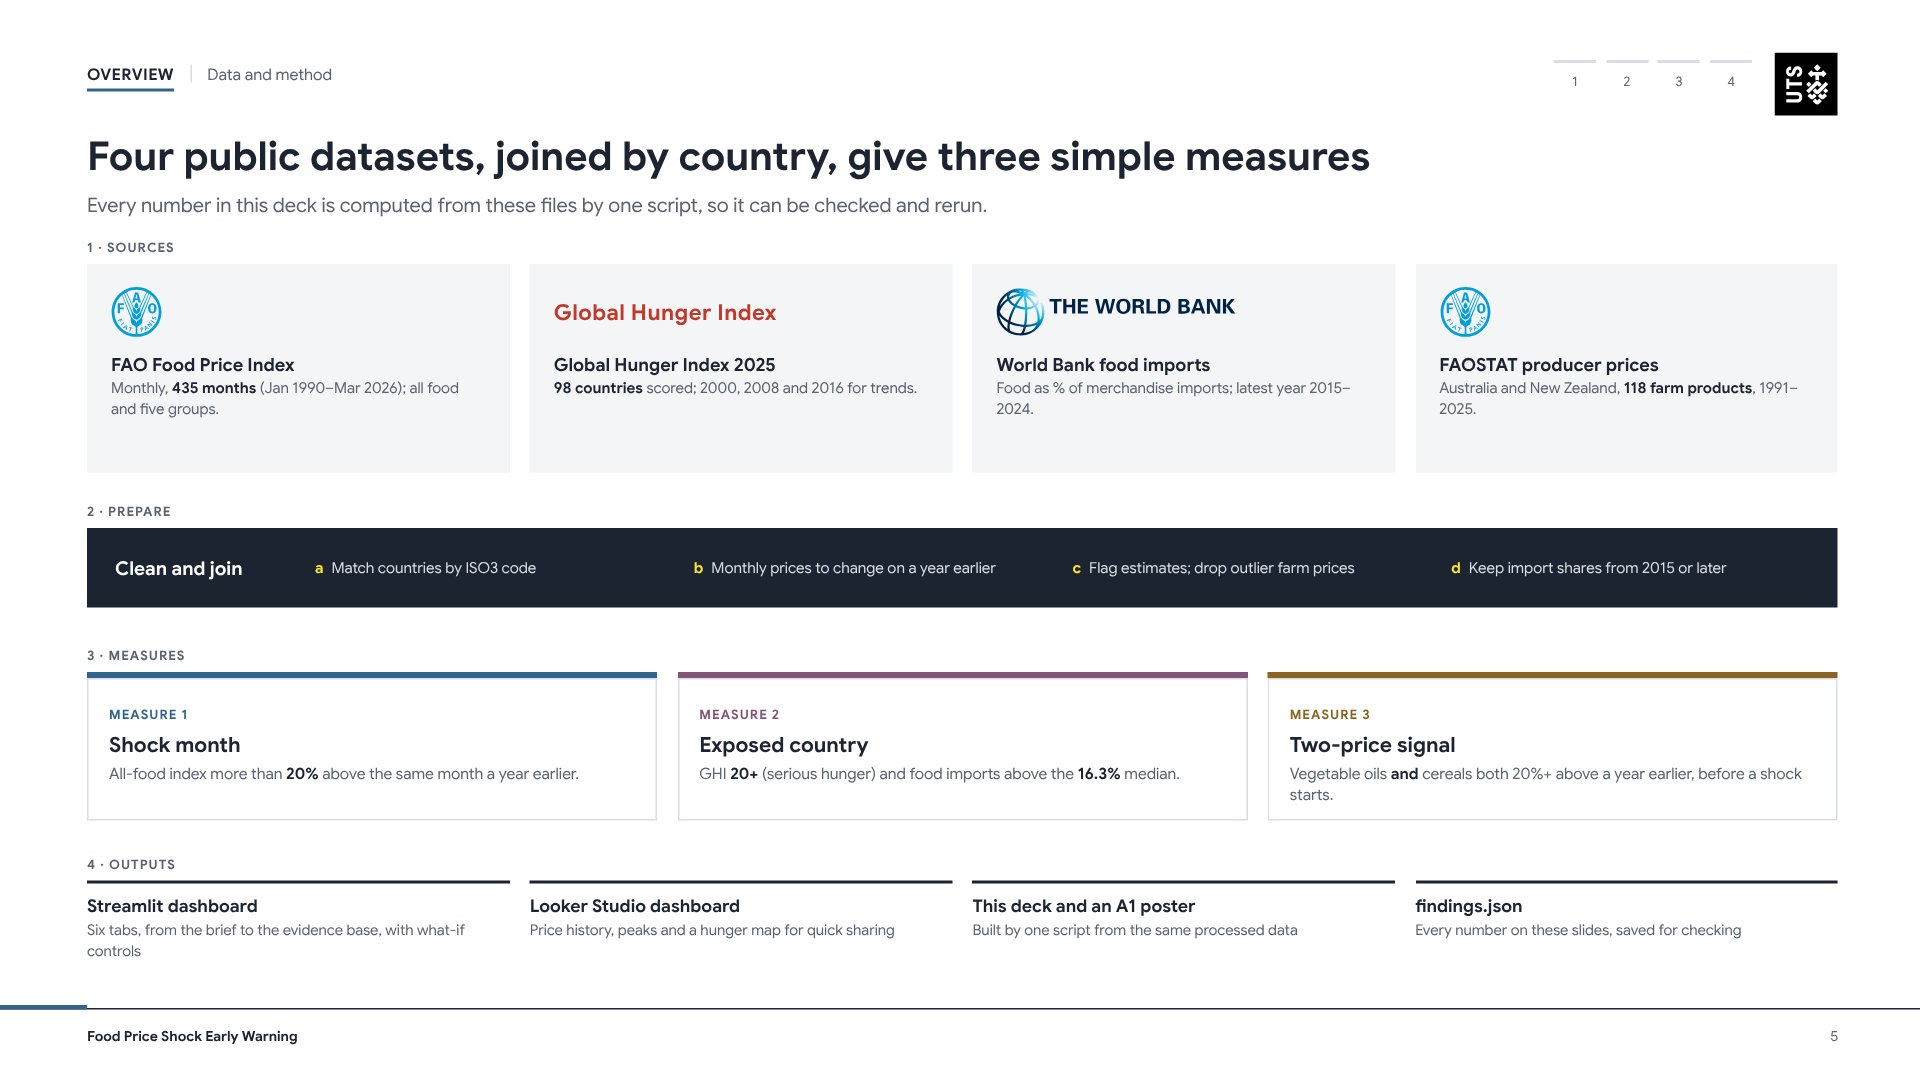 OVERVIEW
Data and method
1 2 3 4
UTS
Four public datasets, joined by country, give three simple measures
Every number in this deck is computed from these files by one script, so it can be checked and rerun.
1 · SOURCES
F A O
FIAT PANIS
FAO Food Price Index
Monthly, 435 months (Jan 1990–Mar 2026); all food
and five groups.
Global Hunger Index
Global Hunger Index 2025
98 countries scored; 2000, 2008 and 2016 for trends.
THE WORLD BANK
World Bank food imports
Food as % of merchandise imports; latest year 2015–
2024.
F A O
FIAT PANIS
FAOSTAT producer prices
Australia and New Zealand, 118 farm products, 1991–
2025.
2 · PREPARE
Clean and join
a Match countries by ISO3 code
b Monthly prices to change on a year earlier
c Flag estimates; drop outlier farm prices
d Keep import shares from 2015 or later
3 · MEASURES
MEASURE 1
Shock month
All-food index more than 20% above the same month a year earlier.
MEASURE 2
Exposed country
GHI 20+ (serious hunger) and food imports above the 16.3% median.
MEASURE 3
Two-price signal
Vegetable oils and cereals both 20%+ above a year earlier, before a shock
starts.
4 · OUTPUTS
Streamlit dashboard
Six tabs, from the brief to the evidence base, with what-if
controls
Looker Studio dashboard
Price history, peaks and a hunger map for quick sharing
This deck and an A1 poster
Built by one script from the same processed data
findings.json
Every number on these slides, saved for checking
Food Price Shock Early Warning
5